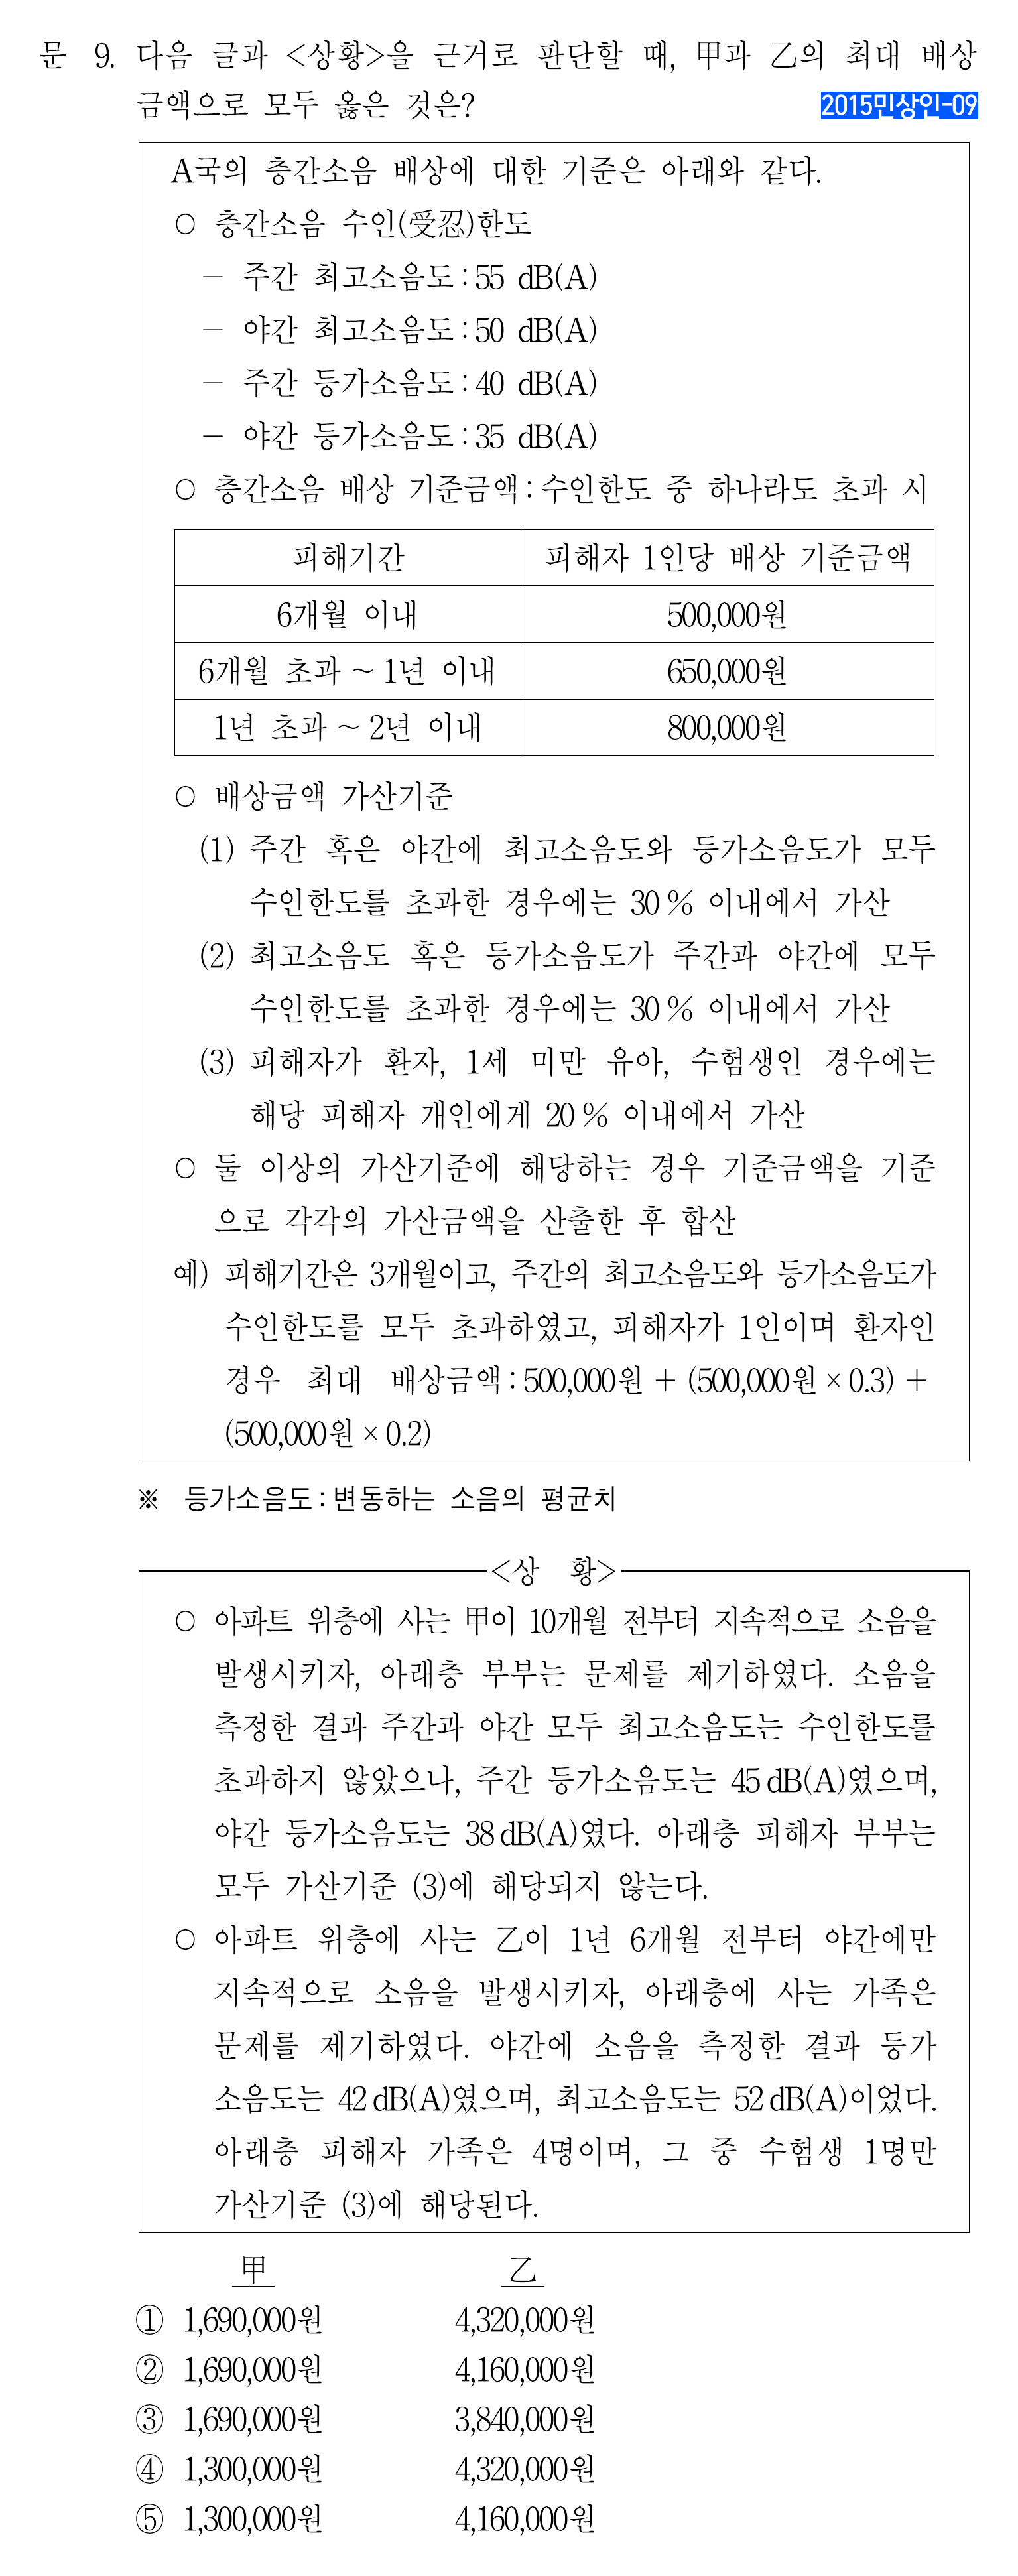 문 9. 다음 글과 <상황>을 근거로 판단할 때, 甲과 乙의 최대 배상
금액으로 모두 옳은 것은?
2015민상인-09
A국의 층간소음 배상에 대한 기준은 아래와 같다.
○ 층간소음 수인(受忍)한도
－ 주간 최고소음도:55 dB(A)
－ 야간 최고소음도:50 dB(A)
－ 주간 등가소음도:40 dB(A)
－ 야간 등가소음도:35 dB(A)
○ 층간소음 배상 기준금액:수인한도 중 하나라도 초과 시
피해기간 피해자 1인당 배상 기준금액
6개월 이내 500,000원
6개월 초과 ~ 1년 이내 650,000원
1년 초과 ~ 2년 이내 800,000원
○ 배상금액 가산기준
(1) 주간 혹은 야간에 최고소음도와 등가소음도가 모두
수인한도를 초과한 경우에는 30 % 이내에서 가산
(2) 최고소음도 혹은 등가소음도가 주간과 야간에 모두
수인한도를 초과한 경우에는 30 % 이내에서 가산
(3) 피해자가 환자, 1세 미만 유아, 수험생인 경우에는
해당 피해자 개인에게 20 % 이내에서 가산
○ 둘 이상의 가산기준에 해당하는 경우 기준금액을 기준
으로 각각의 가산금액을 산출한 후 합산
예) 피해기간은 3개월이고, 주간의 최고소음도와 등가소음도가
수인한도를 모두 초과하였고, 피해자가 1인이며 환자인
경우 최대 배상금액:500,000원 + (500,000원 × 0.3) +
(500,000원 × 0.2)
※ 등가소음도:변동하는 소음의 평균치
<상 황>
○ 아파트 위층에 사는 甲이 10개월 전부터 지속적으로 소음을
발생시키자, 아래층 부부는 문제를 제기하였다. 소음을
측정한 결과 주간과 야간 모두 최고소음도는 수인한도를
초과하지 않았으나, 주간 등가소음도는 45 dB(A)였으며,
야간 등가소음도는 38 dB(A)였다. 아래층 피해자 부부는
모두 가산기준 (3)에 해당되지 않는다.
○ 아파트 위층에 사는 乙이 1년 6개월 전부터 야간에만
지속적으로 소음을 발생시키자, 아래층에 사는 가족은
문제를 제기하였다. 야간에 소음을 측정한 결과 등가
소음도는 42 dB(A)였으며, 최고소음도는 52 dB(A)이었다.
아래층 피해자 가족은 4명이며, 그 중 수험생 1명만
가산기준 (3)에 해당된다.
甲 乙
① 1,690,000원 4,320,000원
② 1,690,000원 4,160,000원
③ 1,690,000원 3,840,000원
④ 1,300,000원 4,320,000원
⑤ 1,300,000원 4,160,000원